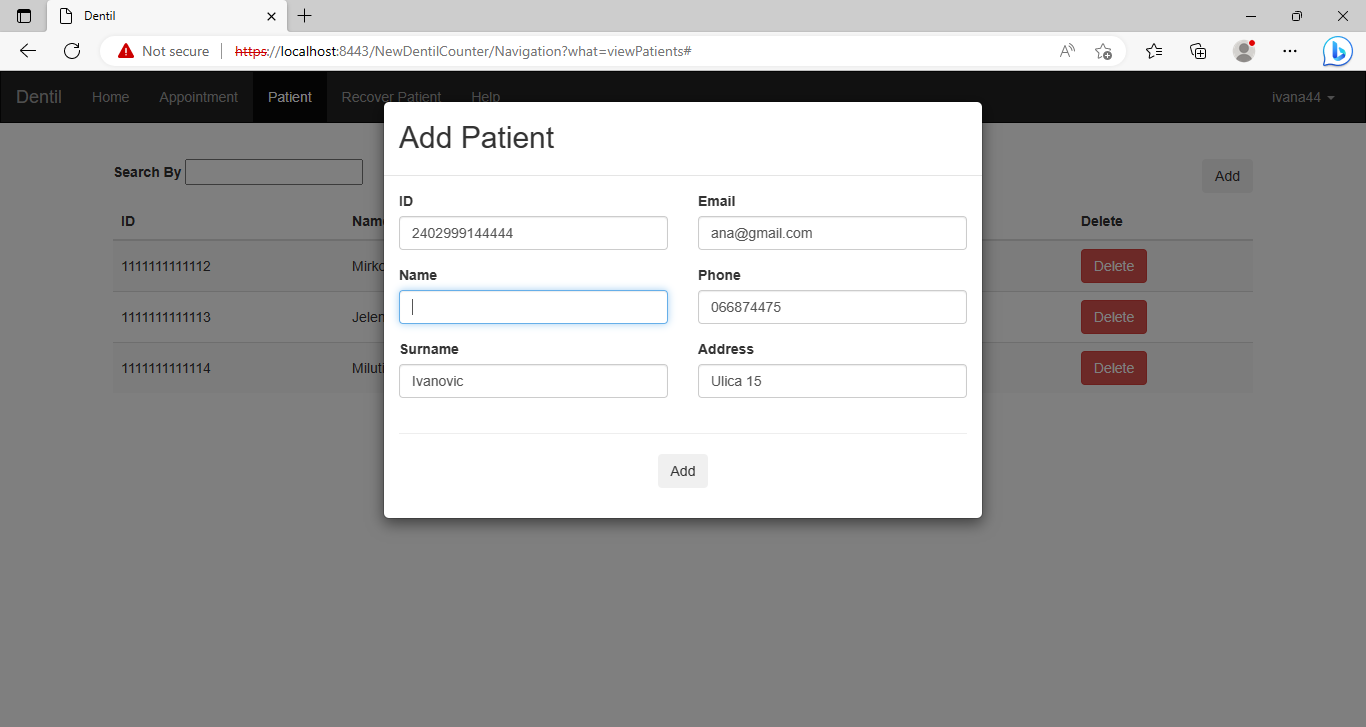 Dentil
Not secure https://localhost:8443/NewDentilCounter/Navigation?what=viewPatients#
Dentil Home Appointment Patient Recover Patient Help ivana44
Add Patient
Search By
Add
ID Email
2402999144444 ana@gmail.com
ID Nam Delete
1111111111112 Mirko Delete
Name Phone
066874475
1111111111113 Jelen Delete
Surname Address
1111111111114 Miluti Delete
Ivanovic Ulica 15
Add